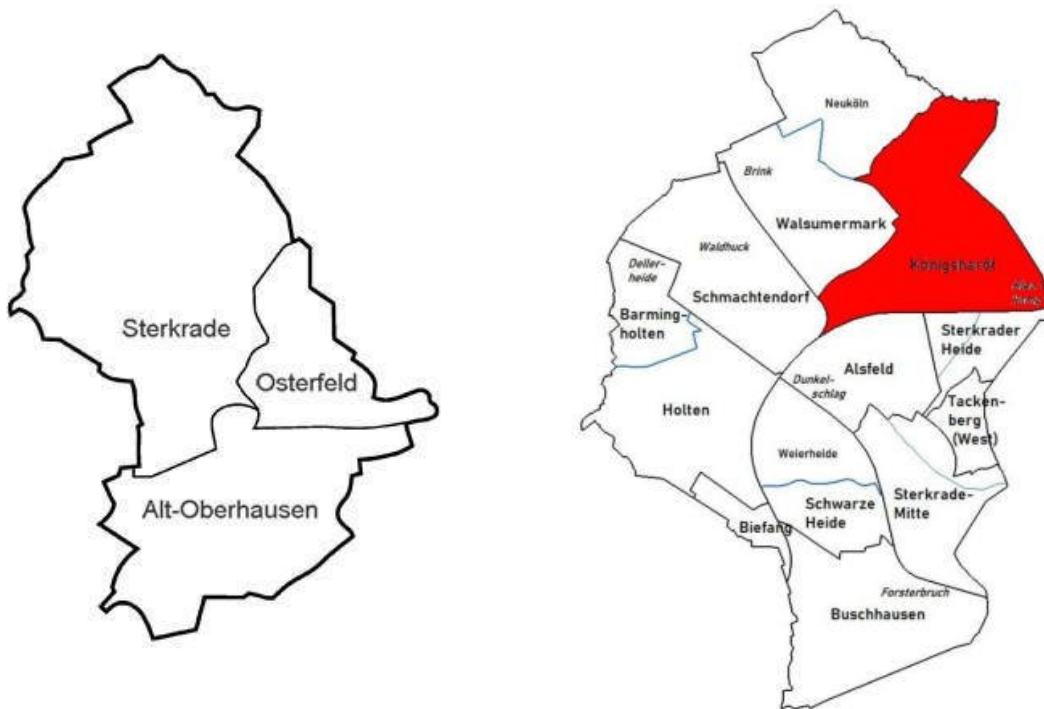 Sterkrade
Osterfeld
Alt-Oberhausen
Neuköln
Brink
Walsumermark
Waldhuck
Königshardt
Deller-
heide
Schmachtendorf
Barming-
holten
Sterkrader
Heide
Alsfeld
Dunkel-
schlag
Holten
Tacken-
berg
(West)
Weierheide
Sterkrade-
Mitte
Schwarze
Heide
Biefang
Forsterbruch
Buschhausen